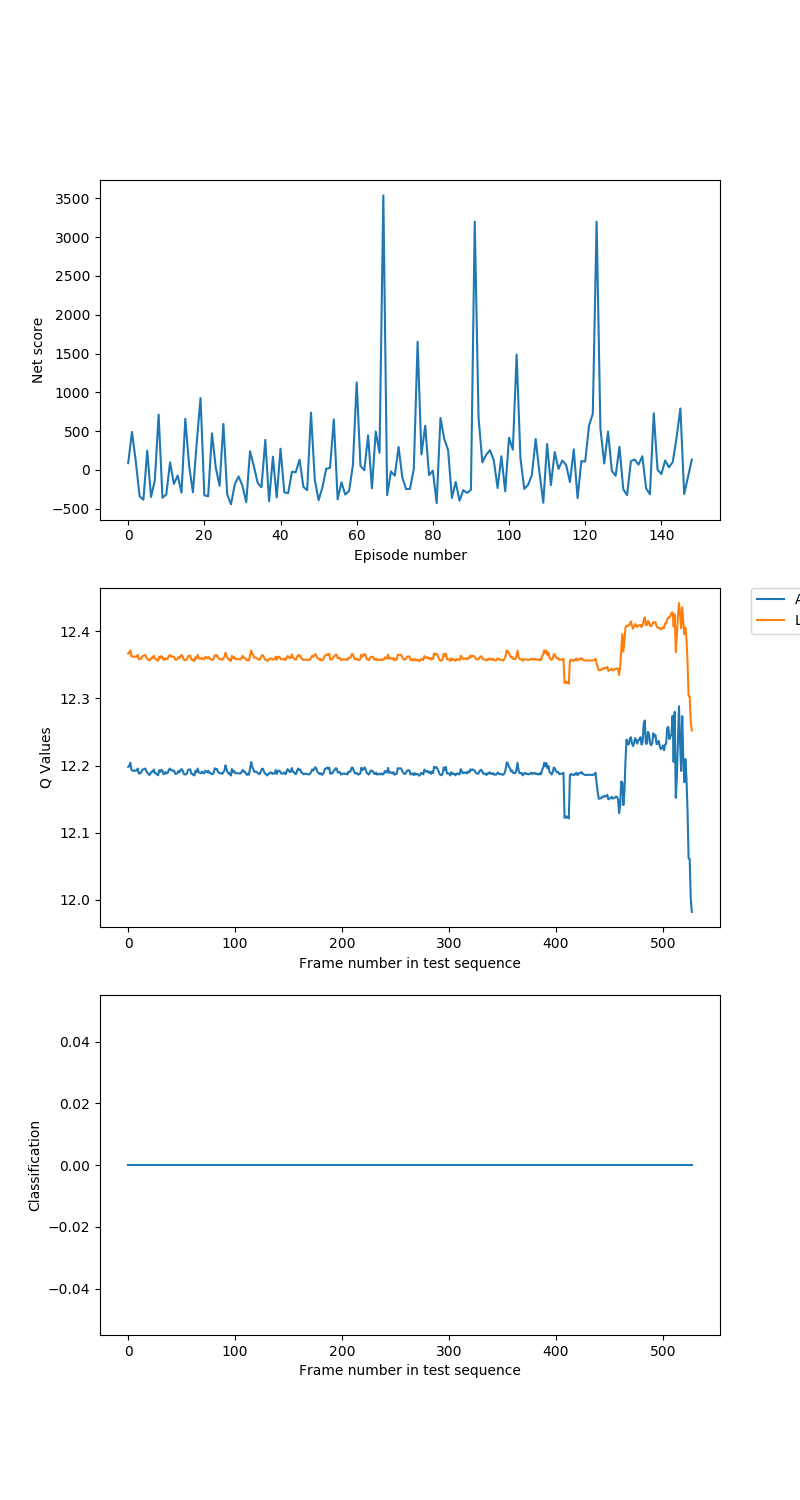 3500
3000
2500
2000
1500
1000
500
0
−500
Net score
0 20 40 60 80 100 120 140
Episode number
12.4
12.3
12.2
12.1
12.0
Q Values
0 100 200 300 400 500
Frame number in test sequence
0.04
0.02
0.00
−0.02
−0.04
Classification
0 100 200 300 400 500
Frame number in test sequence